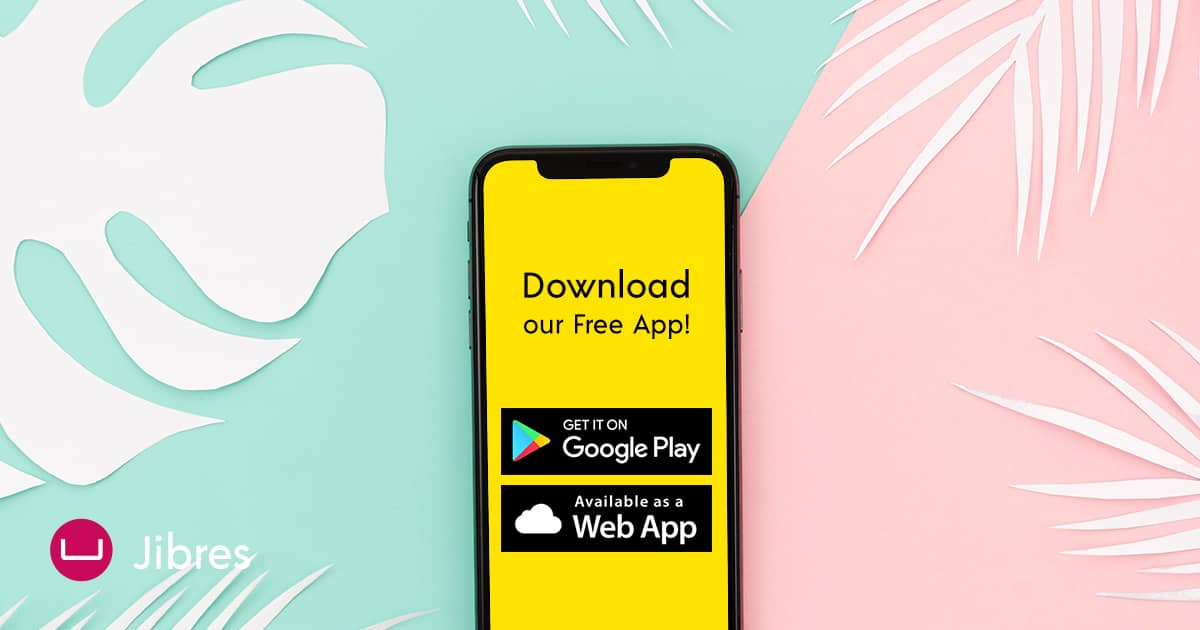 Download
our Free App!
GET IT ON
Google Play
Available as a
Web App
Jibres